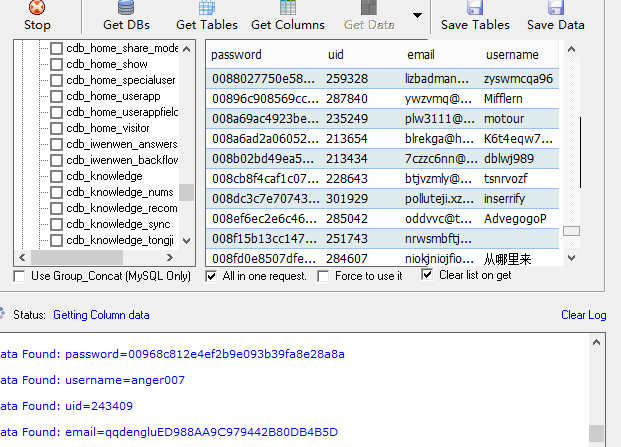 Stop Get DBs Get Tables Get Columns Get Data Save Tables Save Data
cdb_home_share_mode
cdb_home_show
cdb_home_specialuser
cdb_home_userapp
cdb_home_userappfield
cdb_home_visitor
cdb_iwenwen_answers
cdb_iwenwen_backflow
cdb_knowledge
cdb_knowledge_nums
cdb_knowledge_recom
cdb_knowledge_sync
cdb_knowledge_tongji
password uid email username
0088027750e58... 259328 lizbadman... zyswmcqa96
00896c908569cc... 287840 ywzvmq@... Mifflern
008a69ac4923be... 235249 plw3111@... motour
008a6ad2a06052... 213654 blrekga@h... K6t4eqw7...
008b02bd49ea5... 213434 7czzc6nn@... dblwj989
008cb8f4caf1c07... 228643 btjvzmly@... tsnrvozf
008dc3c7e70743... 301929 polluteji.xz... inserrify
008ef6ec2e6c46... 285042 oddvvc@t... AdvegogoP
008f15b13cc147... 251743 nrwsmbftj...
008fd0e8507dfe... 284607 niokjniojfio... 从哪里来
Use Group_Concat (MySQL Only) All in one request. Force to use it Clear list on get
Status: Getting Column data Clear Log
ata Found: password=00968c812e4ef2b9e093b39fa8e28a8a
ata Found: username=anger007
ata Found: uid=243409
ata Found: email=qqdengluED988AA9C979442B80DB4B5D